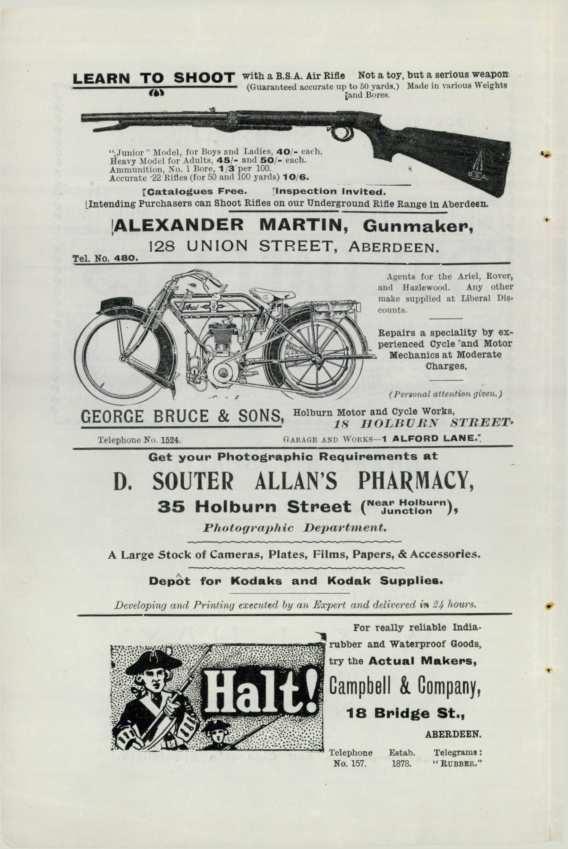 LEARN TO SHOOT with a B.S.A. Air Rifle Not a toy, but a serious weapon
(Guaranteed accurate up to 50 yards.) Made in various Weights
and Bores.
"Junior" Model, for Boys and Ladies, 40/- each.
Heavy Model for Adults, 45/- and 50/- each.
Ammunition, No. 1 Bore, 1/3 per 100.
Accurate ·22 Rifles (for 50 and 100 yards) 10/6.
Catalogues Free. Inspection Invited.
Intending Purchasers can Shoot Rifles on our Underground Rifle Range in Aberdeen.
ALEXANDER MARTIN, Gunmaker,
128 UNION STREET, ABERDEEN.
Tel. No. 480.
Agents for the Ariel, Rover,
and Hazlewood. Any other
make supplied at Liberal Dis-
counts.
Repairs a speciality by ex-
perienced Cycle and Motor
Mechanics at Moderate
Charges,
(Personal attention given.)
GEORGE BRUCE & SONS, Holburn Motor and Cycle Works,
18 HOLBURN STREET.
Telephone No. 1524. GARAGE AND WORKS—1 ALFORD LANE.
Get your Photographic Requirements at
D. SOUTER ALLAN'S PHARMACY,
35 Holburn Street (Near Holburn Junction),
Photographic Department.
A Large Stock of Cameras, Plates, Films, Papers, & Accessories.
Depôt for Kodaks and Kodak Supplies.
Developing and Printing executed by an Expert and delivered in 24 hours.
Halt!
For really reliable India-
rubber and Waterproof Goods,
try the Actual Makers,
Campbell & Company,
18 Bridge St.,
ABERDEEN.
Telephone Estab. Telegrams:
No. 157. 1873. "RUBBER."